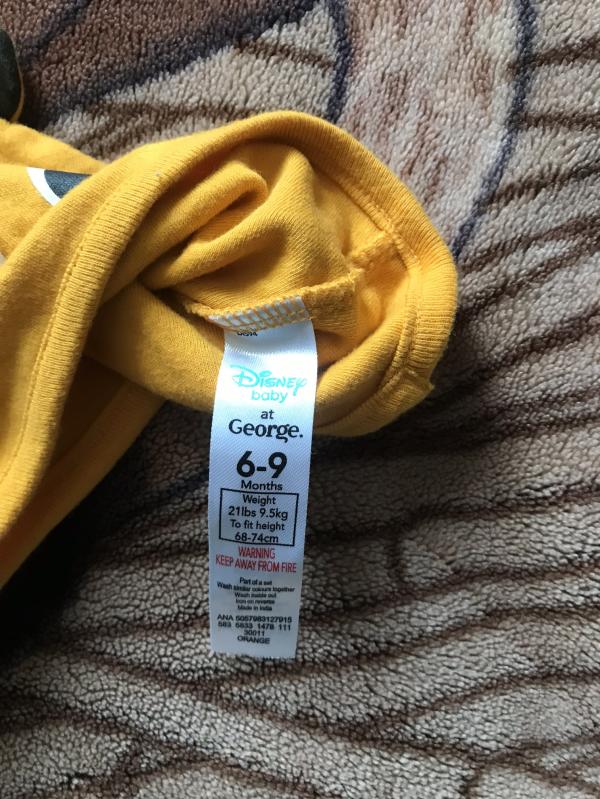 Disney
baby
at
George.
6-9
Months
Weight
21lbs 9.5kg
To fit height
68-74cm
WARNING
KEEP AWAY FROM FIRE
Part of a set
Wash similar colours together
Wash inside out
Iron on reverse
Made in India
ANA 5057983127915
583 5633 1478 111
30011
ORANGE